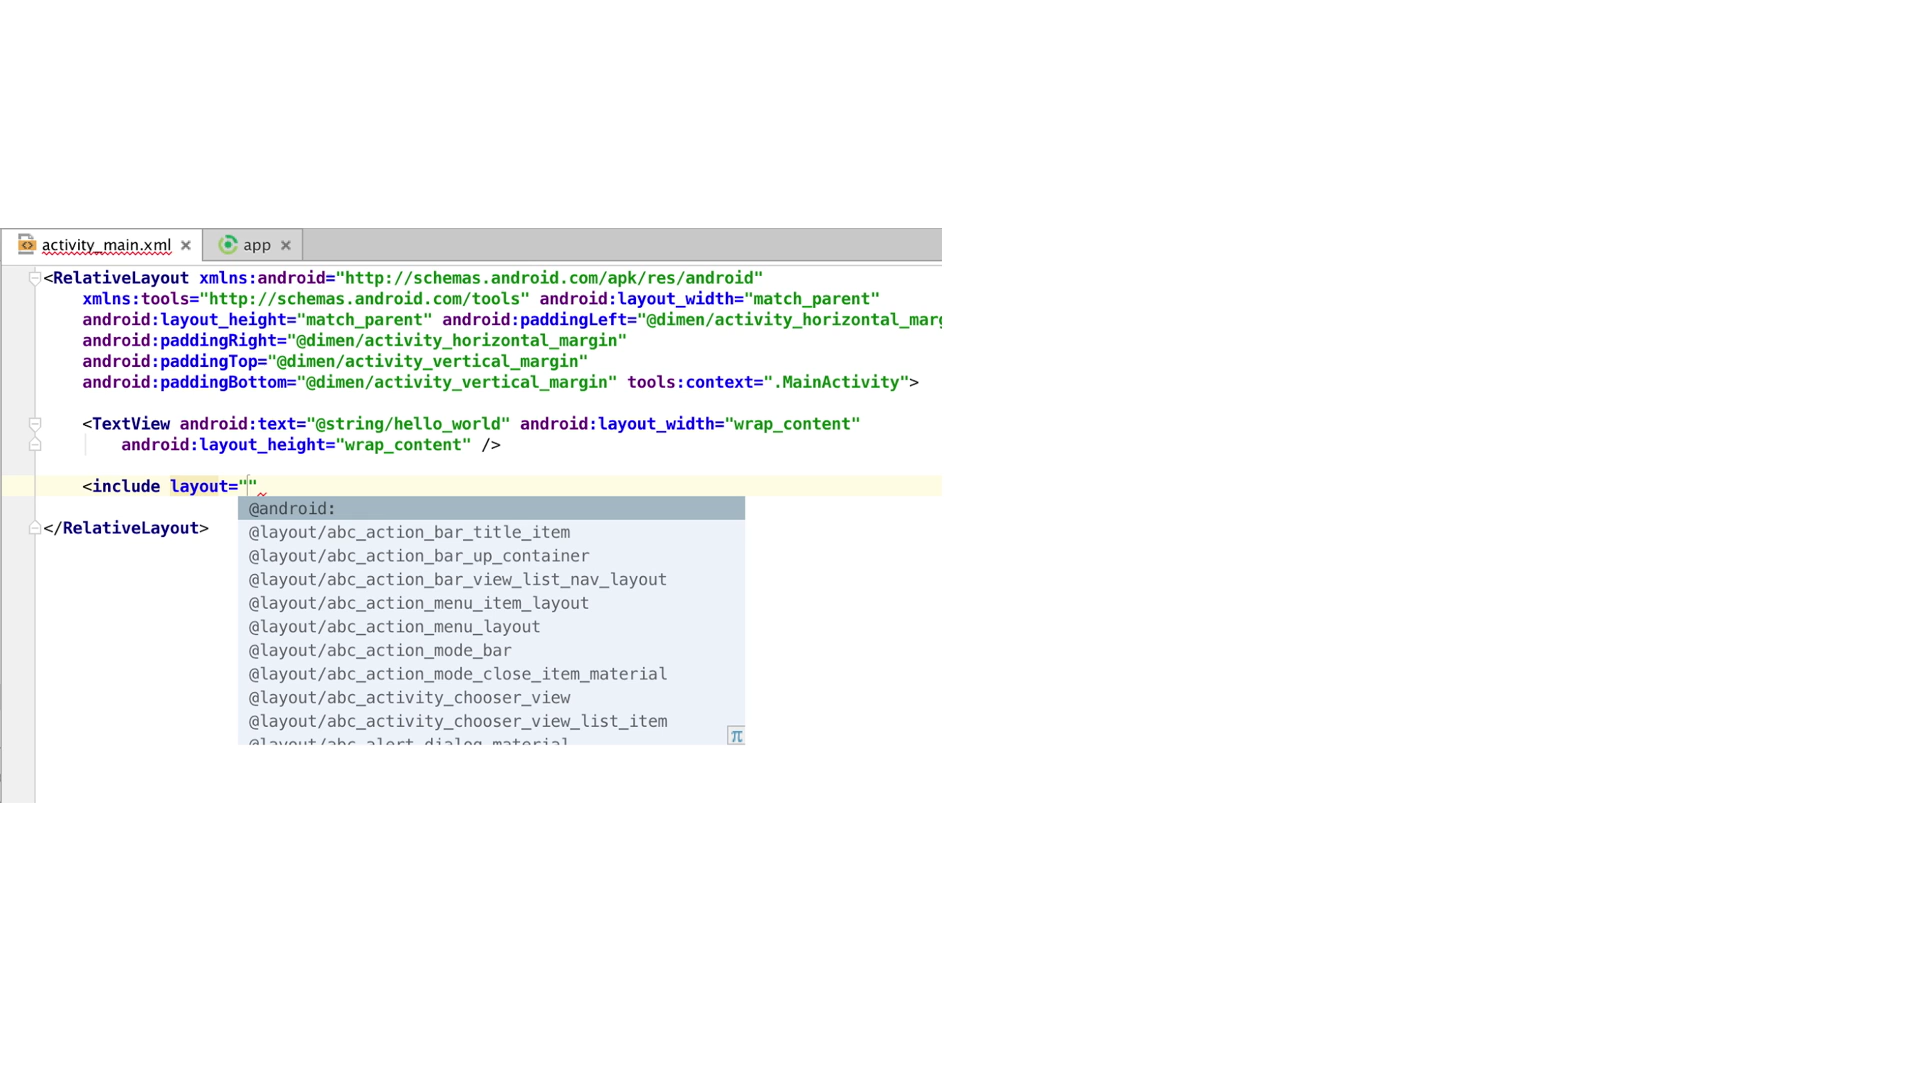 activity_main.xml app
<RelativeLayout xmlns:android="http://schemas.android.com/apk/res/android"
xmlns:tools="http://schemas.android.com/tools" android:layout_width="match_parent"
android:layout_height="match_parent" android:paddingLeft="@dimen/activity_horizontal_marg
android:paddingRight="@dimen/activity_horizontal_margin"
android:paddingTop="@dimen/activity_vertical_margin"
android:paddingBottom="@dimen/activity_vertical_margin" tools:context=".MainActivity">
<TextView android:text="@string/hello_world" android:layout_width="wrap_content"
android:layout_height="wrap_content" />
<include layout=""
@android:
@layout/abc_action_bar_title_item
@layout/abc_action_bar_up_container
@layout/abc_action_bar_view_list_nav_layout
@layout/abc_action_menu_item_layout
@layout/abc_action_menu_layout
@layout/abc_action_mode_bar
@layout/abc_action_mode_close_item_material
@layout/abc_activity_chooser_view
@layout/abc_activity_chooser_view_list_item
@layout/abc_alert_dialog_material
π
</RelativeLayout>